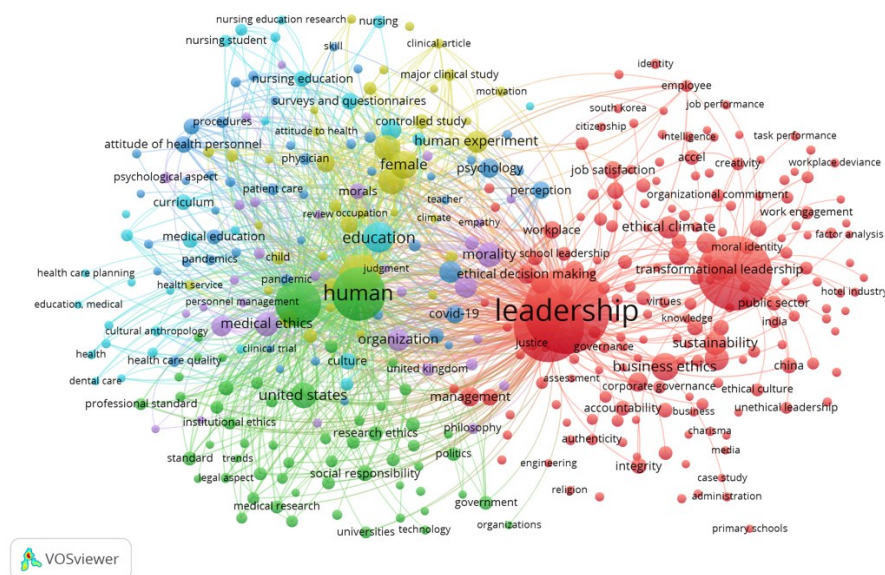 nursing education research
nursing
nursing student
skill
clinical article
nursing education
major clinical study
identity
surveys and questionnaires
motivation
employee
procedures
attitude to health
controlled study
south korea
job performance
citizenship
attitude of health personnel
physician
human experiment
intelligence
task performance
female
psychology
job satisfaction
accel
creativity
workplace deviance
psychological aspect
patient care
morals
teacher
perception
organizational commitment
curriculum
review
occupation
climate
empathy
workplace
ethical climate
work engagement
medical education
education
morality
school leadership
moral identity
factor analysis
pandemics
child
judgment
ethical decision making
transformational leadership
health care planning
health service
pandemic
human
virtues
public sector
hotel industry
education, medical
personnel management
leadership
knowledge
medical ethics
covid-19
india
cultural anthropology
clinical trial
organization
justice
governance
sustainability
health
health care quality
culture
united kingdom
business ethics
china
dental care
assessment
corporate governance
ethical culture
professional standard
united states
management
accountability
business
unethical leadership
institutional ethics
research ethics
philosophy
authenticity
charisma
standard
trends
politics
media
legal aspect
social responsibility
engineering
integrity
case study
medical research
government
religion
administration
universities
technology
organizations
primary schools
VOSviewer